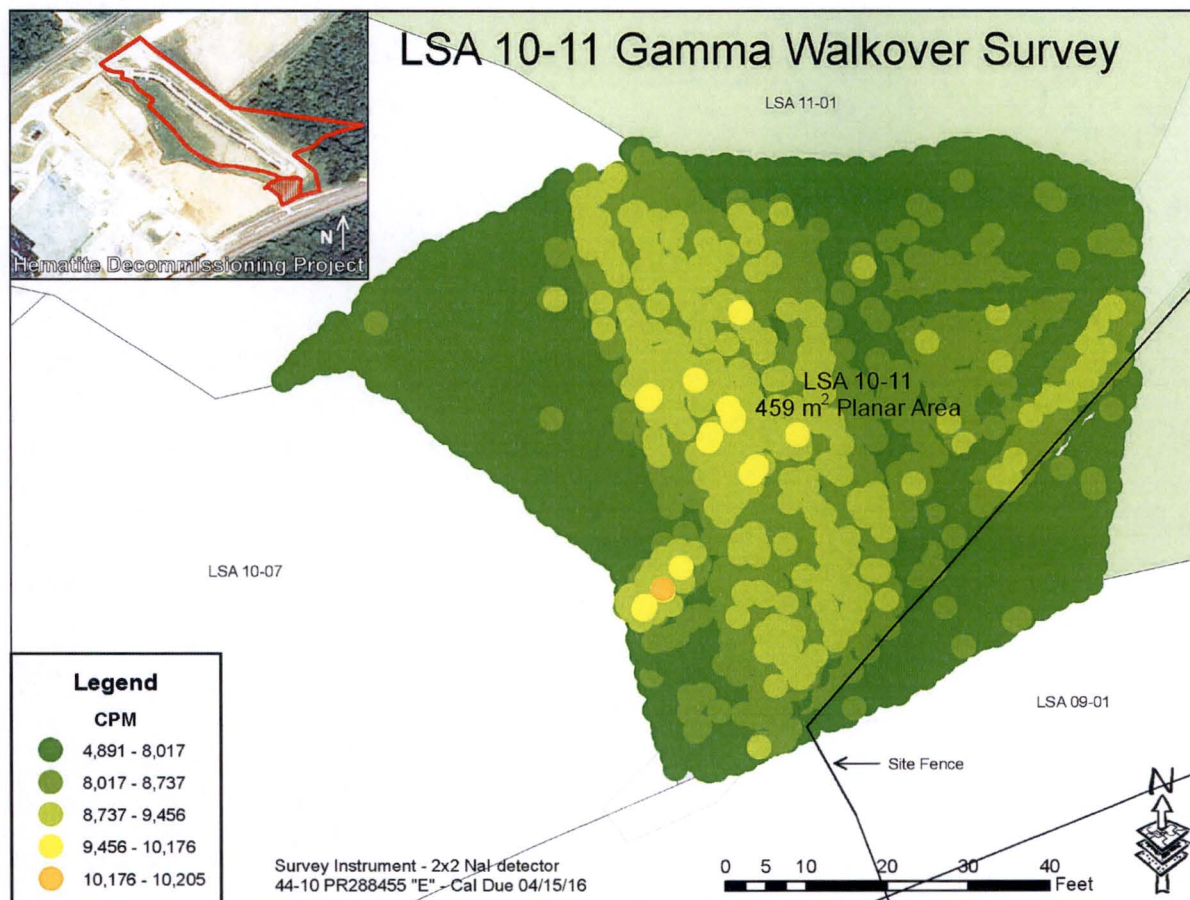 LSA 10-11 Gamma Walkover Survey
LSA 11-01
N
Hematite Decommissioning Project
LSA 10-11
459 m² Planar Area
LSA 10-07
LSA 09-01
Site Fence
Legend
CPM
4,891 - 8,017
8,017 - 8,737
8,737 - 9,456
9,456 - 10,176
10,176 - 10,205
Survey Instrument - 2x2 NaI detector
44-10 PR288455 "E" - Cal Due 04/15/16
0 5 10 20 30 40
Feet
N